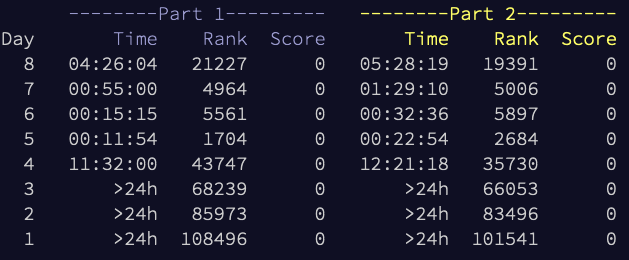 --------Part 1--------- --------Part 2---------
Day Time Rank Score Time Rank Score
8 04:26:04 21227 0 05:28:19 19391 0
7 00:55:00 4964 0 01:29:10 5006 0
6 00:15:15 5561 0 00:32:36 5897 0
5 00:11:54 1704 0 00:22:54 2684 0
4 11:32:00 43747 0 12:21:18 35730 0
3 >24h 68239 0 >24h 66053 0
2 >24h 85973 0 >24h 83496 0
1 >24h 108496 0 >24h 101541 0